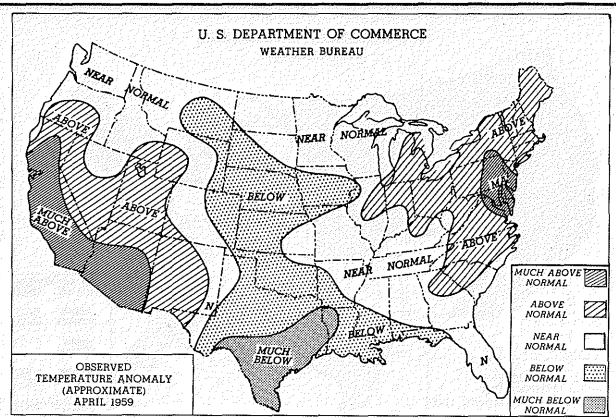 U. S. DEPARTMENT OF COMMERCE
WEATHER BUREAU
NEAR
NORMAL
NEAR
NORMAL
ABOVE
ABOVE
MUCH
ABOVE
ABOVE
BELOW
ABOVE
NEAR NORMAL
N
MUCH
BELOW
BELOW
N
MUCH ABOVE
NORMAL
ABOVE
NORMAL
NEAR
NORMAL
BELOW
NORMAL
MUCH BELOW
NORMAL
OBSERVED
TEMPERATURE ANOMALY
(APPROXIMATE)
APRIL 1959